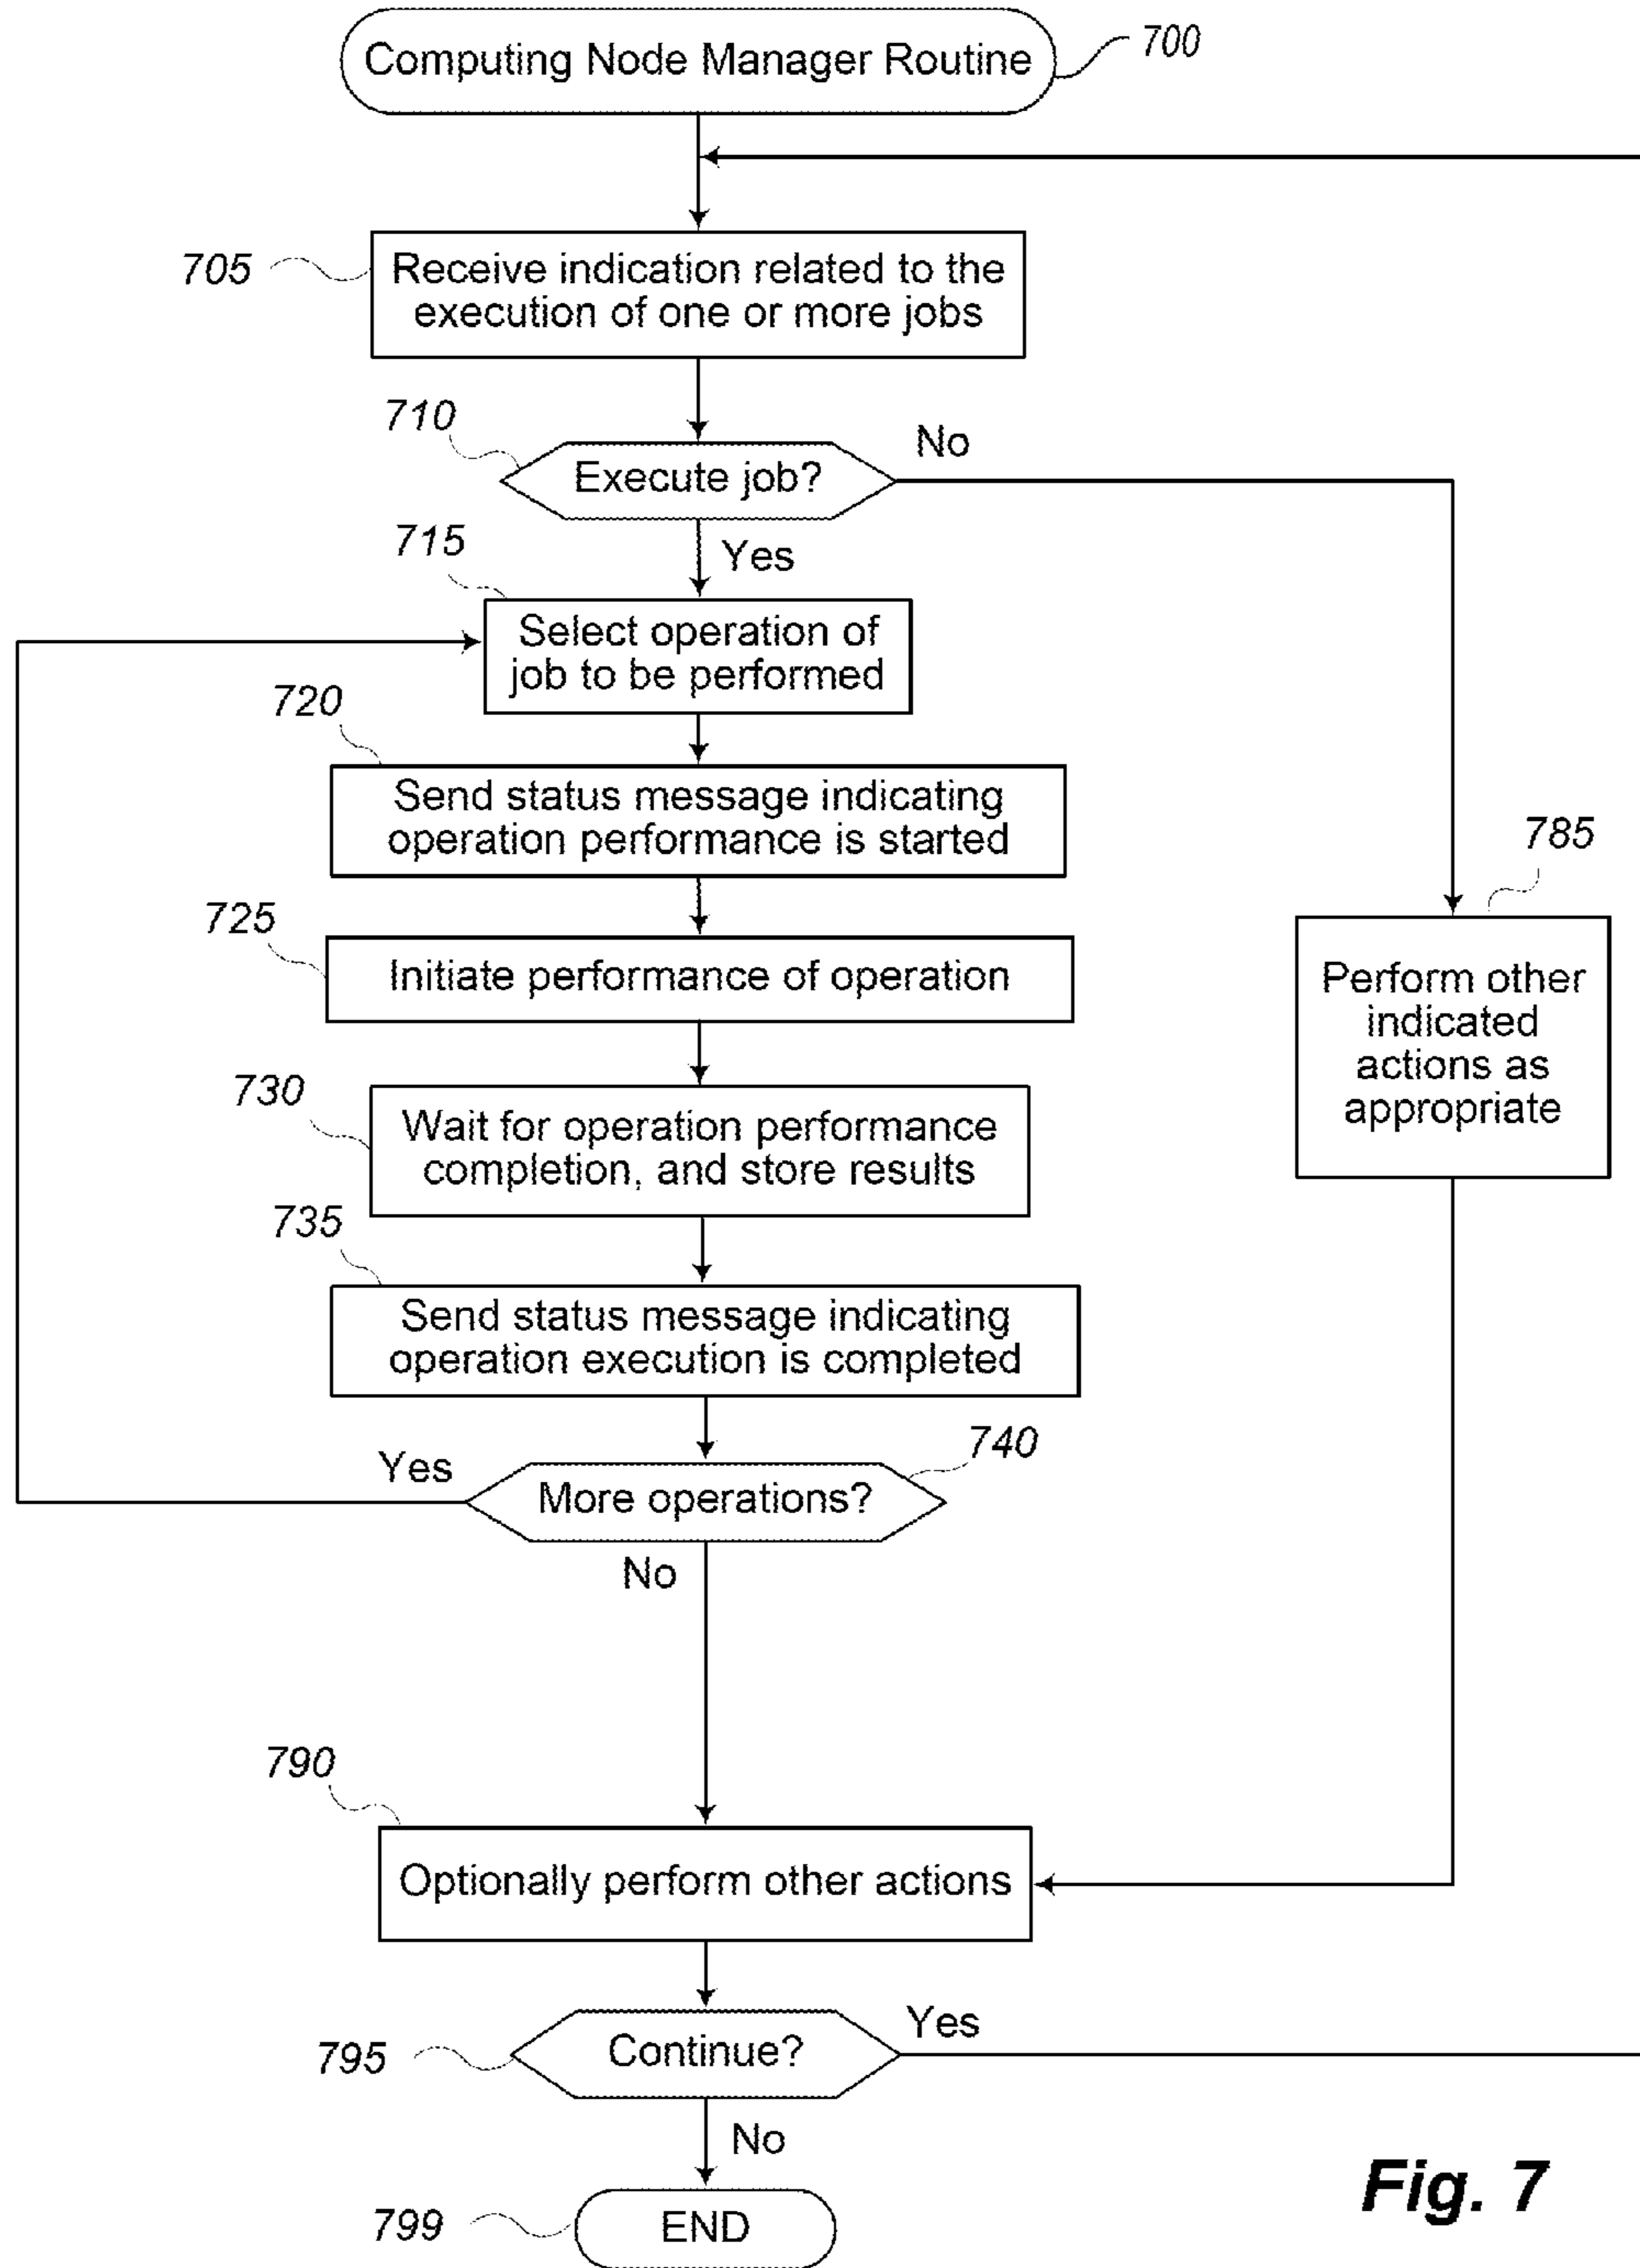 Computing Node Manager Routine
700
705
Receive indication related to the
execution of one or more jobs
710
Execute job?
No
Yes
715
Select operation of
job to be performed
720
Send status message indicating
operation performance is started
725
Initiate performance of operation
785
Perform other
indicated
actions as
appropriate
730
Wait for operation performance
completion, and store results
735
Send status message indicating
operation execution is completed
740
Yes
More operations?
No
790
Optionally perform other actions
795
Continue?
Yes
No
799
END
Fig. 7